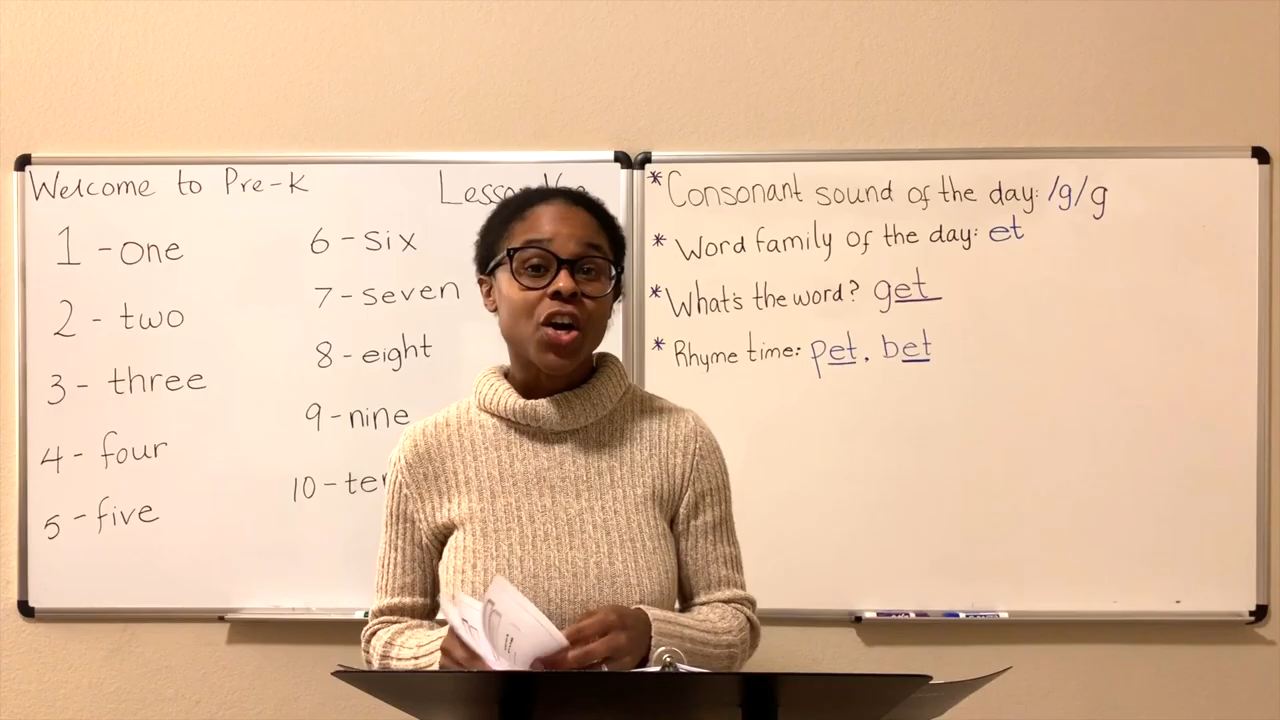 Welcome to Pre-K
1 - one
2 - two
3 - three
4 - four
5 - five
6 - six
7 - seven
8 - eight
9 - nine
10 - ten
* Consonant sound of the day: /g/g
* Word family of the day: et
* What's the word? get
* Rhyme time: pet, bet